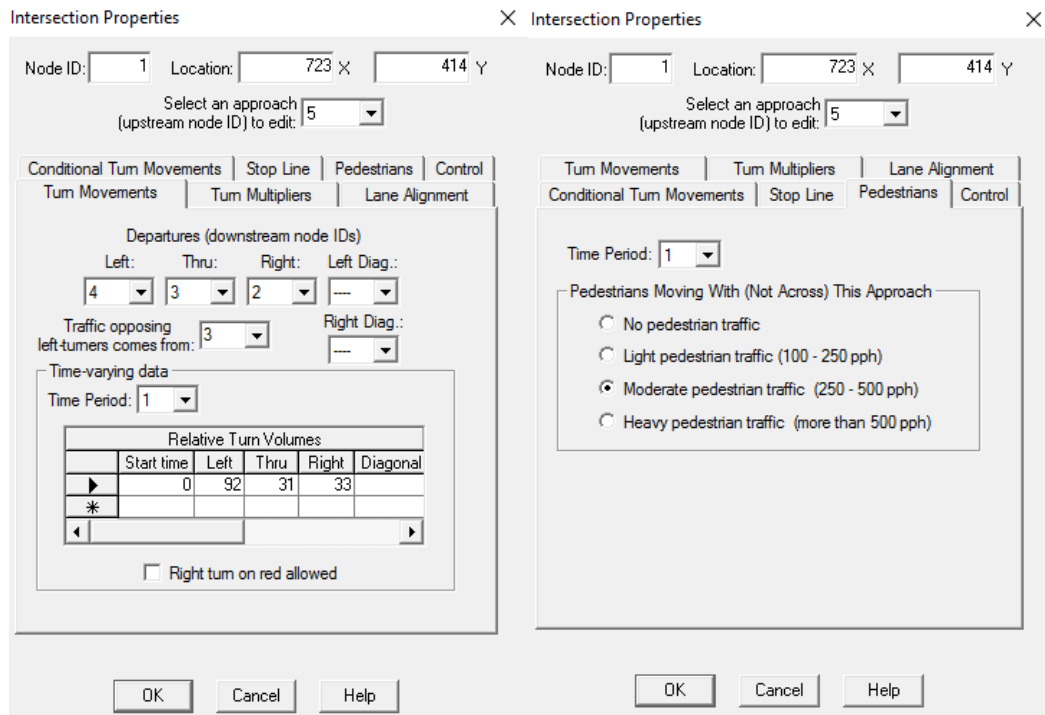 Intersection Properties
Node ID: 1 Location: 723 X 414 Y
Select an approach
(upstream node ID) to edit: 5
Conditional Turn Movements Stop Line Pedestrians Control
Turn Movements Turn Multipliers Lane Alignment
Departures (downstream node IDs)
Left: Thru: Right: Left Diag.:
4 3 2 ----
Traffic opposing
left-turners comes from: 3
Right Diag.:
----
Time-varying data
Time Period: 1
Relative Turn Volumes
Start time Left Thru Right Diagonal
0 92 31 33
*
Right turn on red allowed
OK Cancel Help
Intersection Properties
Node ID: 1 Location: 723 X 414 Y
Select an approach
(upstream node ID) to edit: 5
Turn Movements Turn Multipliers Lane Alignment
Conditional Turn Movements Stop Line Pedestrians Control
Time Period: 1
Pedestrians Moving With (Not Across) This Approach
No pedestrian traffic
Light pedestrian traffic (100 - 250 pph)
Moderate pedestrian traffic (250 - 500 pph)
Heavy pedestrian traffic (more than 500 pph)
OK Cancel Help